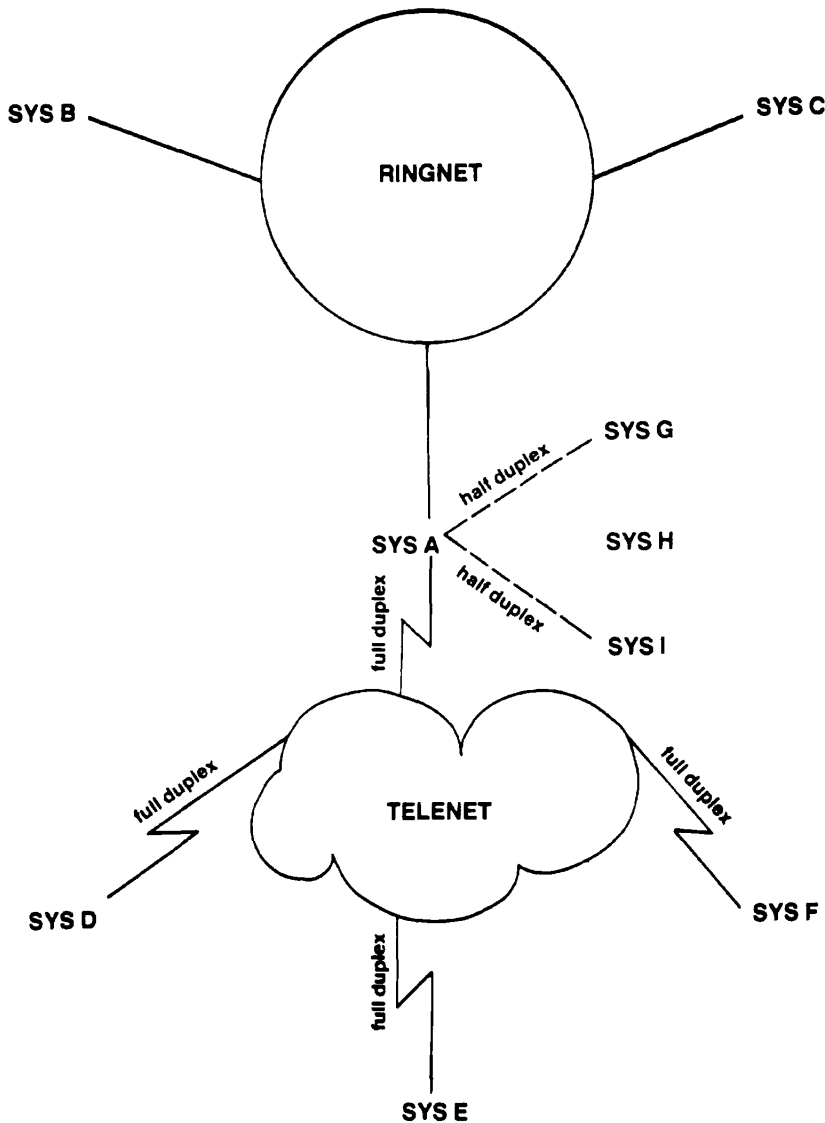 SYS B
SYS C
RINGNET
SYS G
half duplex
SYS A
SYS H
half duplex
SYS I
full duplex
full duplex
full duplex
TELENET
SYS D
SYS F
full duplex
SYS E